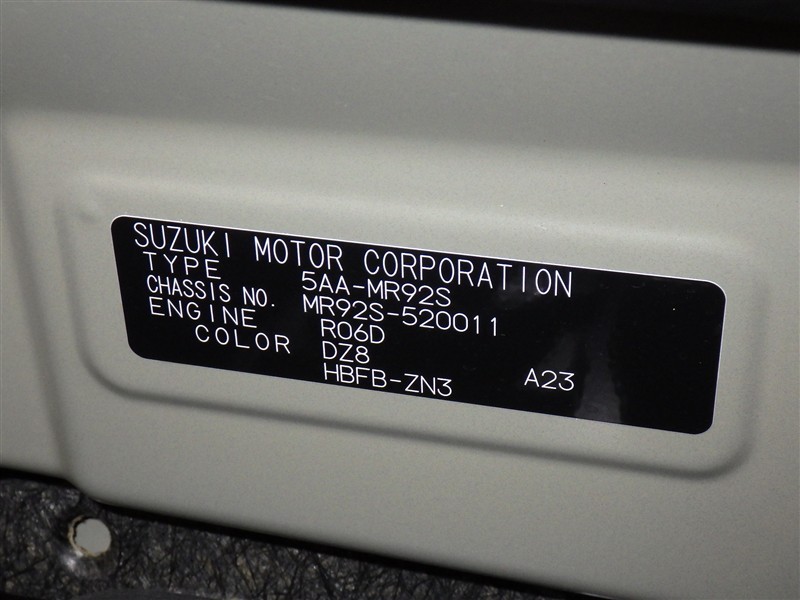 SUZUKI MOTOR CORPORATION
TYPE 5AA-MR92S
CHASSIS NO. MR92S-520011
ENGINE R06D
COLOR DZ8
HBFB-ZN3 A23